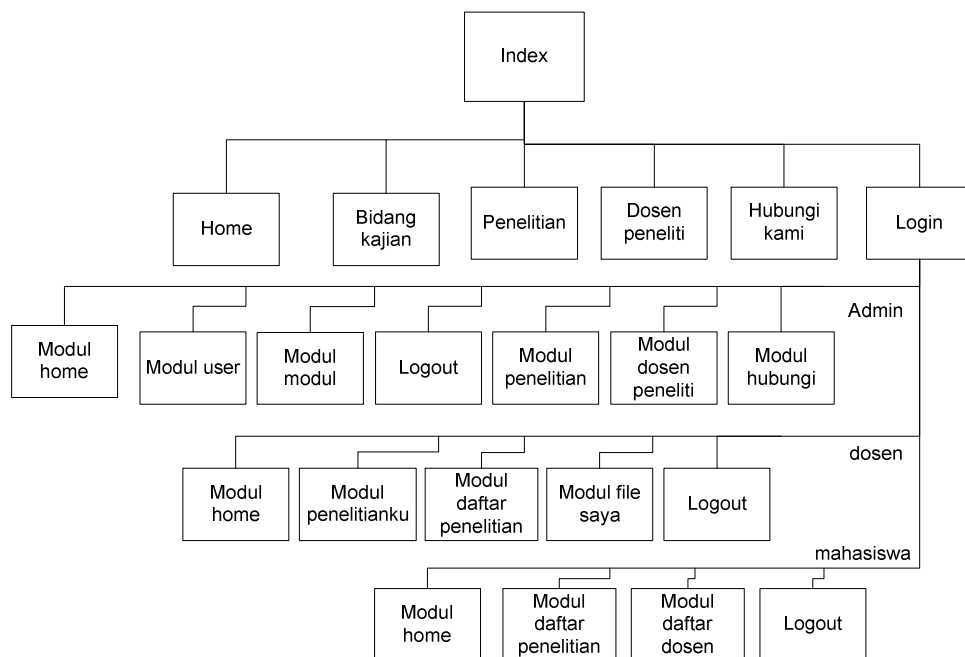 Index
Home
Bidang
kajian
Penelitian
Dosen
peneliti
Hubungi
kami
Login
Admin
Modul
home
Modul user
Modul
modul
Logout
Modul
penelitian
Modul
dosen
peneliti
Modul
hubungi
dosen
Modul
home
Modul
penelitianku
Modul
daftar
penelitian
Modul file
saya
Logout
mahasiswa
Modul
home
Modul
daftar
penelitian
Modul
daftar
dosen
Logout